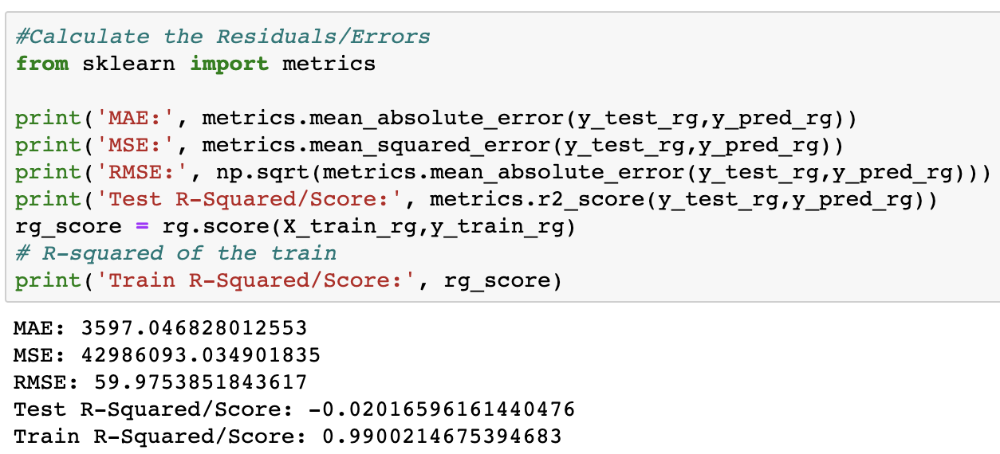 #Calculate the Residuals/Errors
from sklearn import metrics
print('MAE:', metrics.mean_absolute_error(y_test_rg,y_pred_rg))
print('MSE:', metrics.mean_squared_error(y_test_rg,y_pred_rg))
print('RMSE:', np.sqrt(metrics.mean_absolute_error(y_test_rg,y_pred_rg)))
print('Test R-Squared/Score:', metrics.r2_score(y_test_rg,y_pred_rg))
rg_score = rg.score(X_train_rg,y_train_rg)
# R-squared of the train
print('Train R-Squared/Score:', rg_score)
MAE: 3597.046828012553
MSE: 42986093.034901835
RMSE: 59.9753851843617
Test R-Squared/Score: -0.02016596161440476
Train R-Squared/Score: 0.9900214675394683